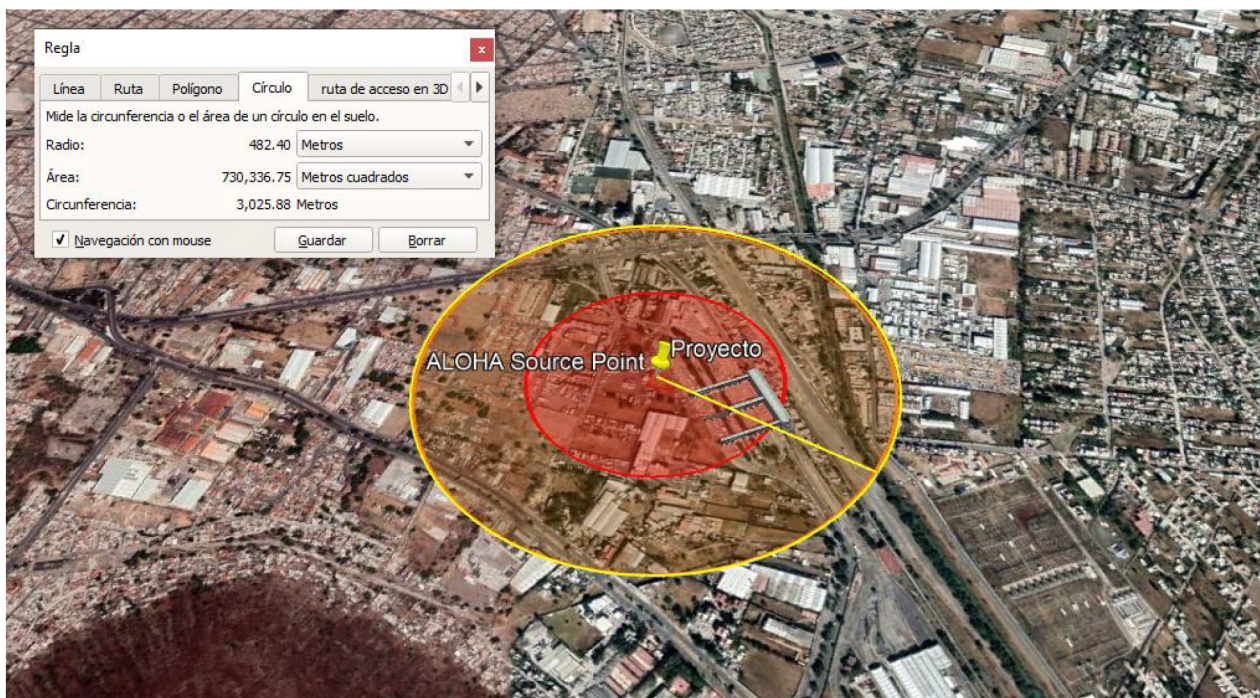 Regla
x
Línea Ruta Polígono Círculo ruta de acceso en 3D
Mide la circunferencia o el área de un círculo en el suelo.
Radio: 482.40 Metros
Área: 730,336.75 Metros cuadrados
Circunferencia: 3,025.88 Metros
Navegación con mouse Guardar Borrar
ALOHA Source Point Proyecto